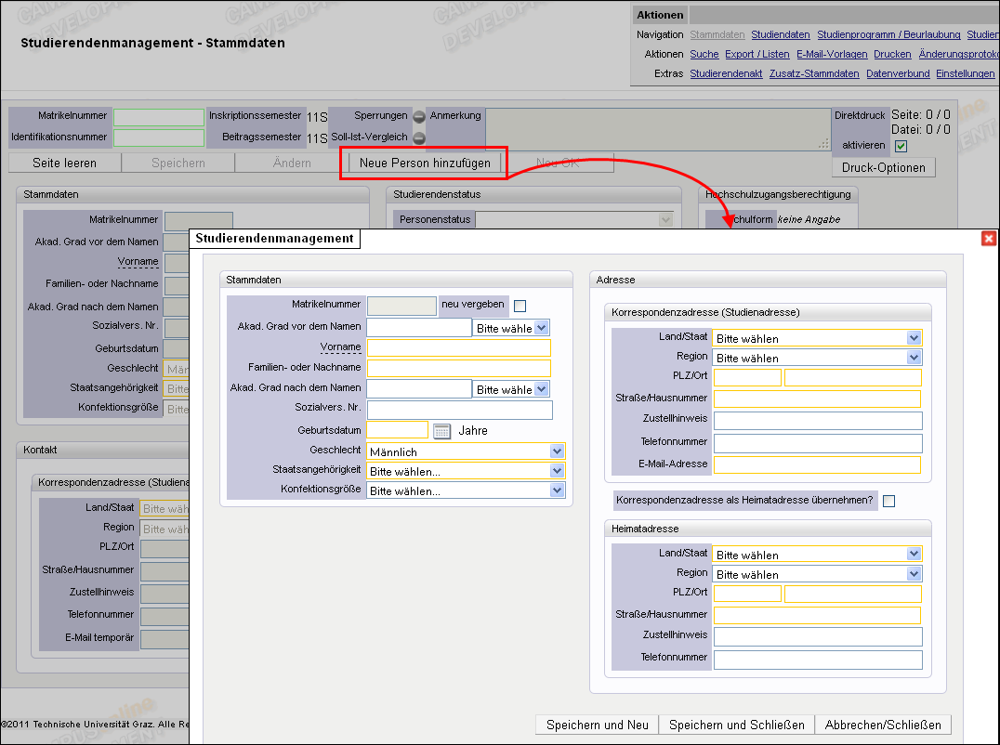 Studierendenmanagement - Stammdaten
Aktionen
Navigation Stammdaten Studiendaten Studienprogramm / Beurlaubung Studien
Aktionen Suche Export / Listen E-Mail-Vorlagen Drucken Änderungsprotoko
Extras Studierendenakt Zusatz-Stammdaten Datenverbund Einstellungen
Matrikelnummer Inskriptionssemester 11S Sperrungen Anmerkung
Identifikationsnummer Beitragssemester 11S Soll-Ist-Vergleich
Direktdruck Seite: 0 / 0
Datei: 0 / 0
aktivieren
Druck-Optionen
Seite leeren Speichern Ändern Neue Person hinzufügen Neu OK
Stammdaten
Matrikelnummer
Akad. Grad vor dem Namen
Vorname
Familien- oder Nachname
Akad. Grad nach dem Namen
Sozialvers. Nr.
Geburtsdatum
Geschlecht Män
Staatsangehörigkeit Bitte
Konfektionsgröße Bitte
Studierendenstatus
Personenstatus
Hochschulzugangsberechtigung
chulform keine Angabe
Kontakt
Korrespondenzadresse (Studiena
Land/Staat Bitte wäh
Region Bitte wäh
PLZ/Ort
Straße/Hausnummer
Zustellhinweis
Telefonnummer
E-Mail temporär
©2011 Technische Universität Graz. Alle Re
Studierendenmanagement
Stammdaten
Matrikelnummer neu vergeben
Akad. Grad vor dem Namen Bitte wähle
Vorname
Familien- oder Nachname
Akad. Grad nach dem Namen Bitte wähle
Sozialvers. Nr.
Geburtsdatum Jahre
Geschlecht Männlich
Staatsangehörigkeit Bitte wählen...
Konfektionsgröße Bitte wählen...
Adresse
Korrespondenzadresse (Studienadresse)
Land/Staat Bitte wählen
Region Bitte wählen
PLZ/Ort
Straße/Hausnummer
Zustellhinweis
Telefonnummer
E-Mail-Adresse
Korrespondenzadresse als Heimatadresse übernehmen?
Heimatadresse
Land/Staat Bitte wählen
Region Bitte wählen
PLZ/Ort
Straße/Hausnummer
Zustellhinweis
Telefonnummer
Speichern und Neu Speichern und Schließen Abbrechen/Schließen